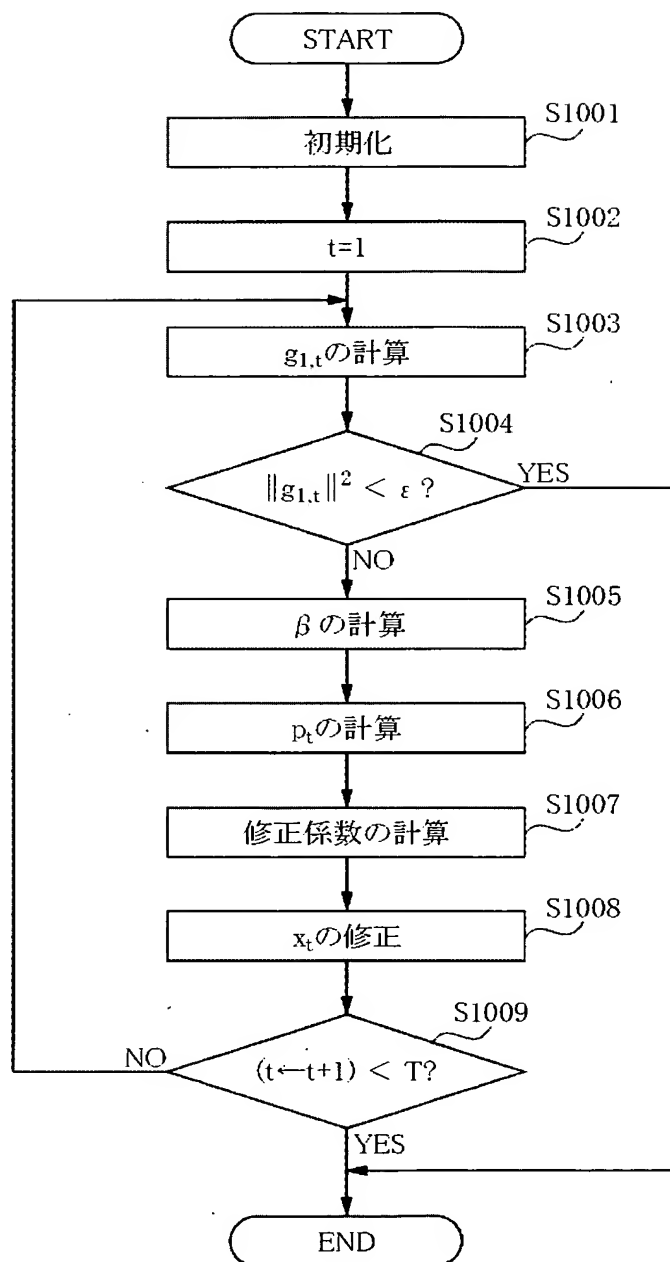 START
S1001
初期化
S1002
t=1
S1003
g1,tの計算
S1004
||g1,t||² < ε ?
YES
NO
S1005
βの計算
S1006
ptの計算
S1007
修正係数の計算
S1008
xtの修正
S1009
NO
(t←t+1) < T?
YES
END